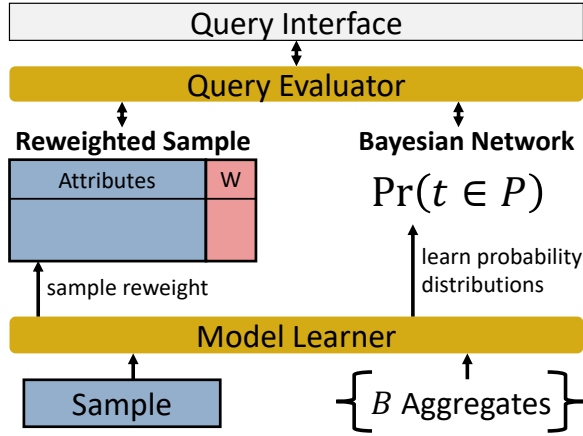 Query Interface
Query Evaluator
Reweighted Sample
Bayesian Network
Attributes W
Pr(t ∈ P)
sample reweight
learn probability
distributions
Model Learner
Sample
{B Aggregates}